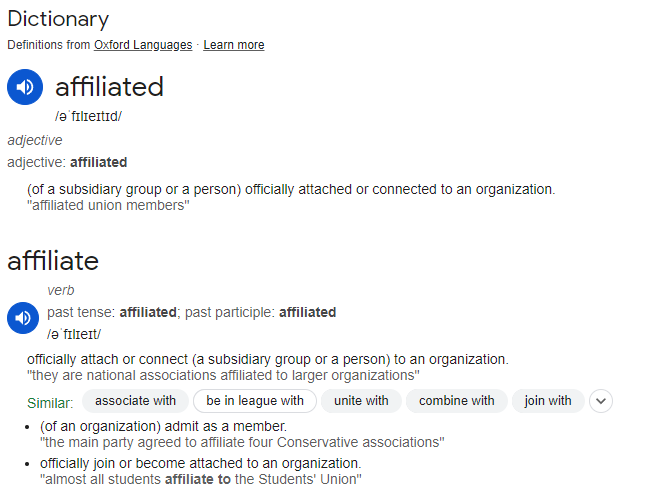 Dictionary
Definitions from Oxford Languages · Learn more
affiliated
/əˈfɪlɪeɪtɪd/
adjective
adjective: affiliated
(of a subsidiary group or a person) officially attached or connected to an organization.
"affiliated union members"
affiliate
verb
past tense: affiliated; past participle: affiliated
/əˈfɪlɪeɪt/
officially attach or connect (a subsidiary group or a person) to an organization.
"they are national associations affiliated to larger organizations"
Similar: associate with be in league with unite with combine with join with
• (of an organization) admit as a member.
"the main party agreed to affiliate four Conservative associations"
• officially join or become attached to an organization.
"almost all students affiliate to the Students' Union"